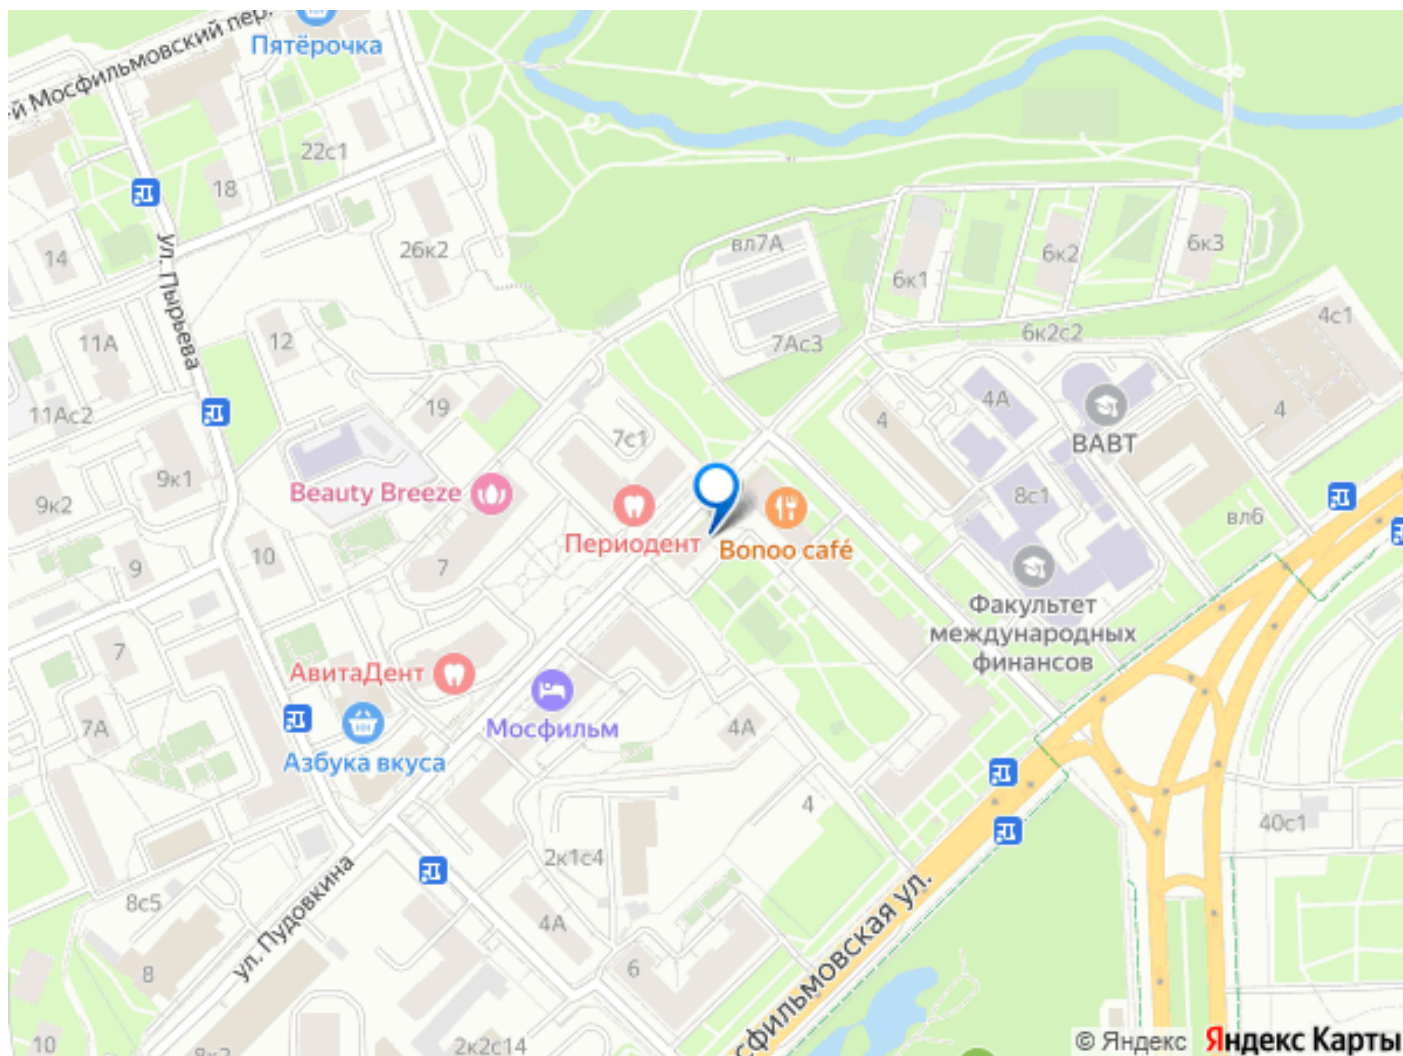 Пятёрочка
-й Мосфильмовский пер.
22с1
18
26к2
14
ул. Пырьева
вл7А
6к1
6к2
6к3
6к2с2
4с1
7Ас3
11А
12
11Ас2
19
7с1
4
4А
ВАВТ
4
9к2
9к1
Beauty Breeze
Периодент
Bonoo café
8с1
вл6
10
9
7
Факультет
международных
финансов
7
АвитаДент
7А
Мосфильм
4А
Азбука вкуса
4
40с1
2к1с4
8с5
4А
ул. Пудовкина
8
6
сфильмовская ул.
10
8к2
2к2с14
© Яндекс Яндекс Карты